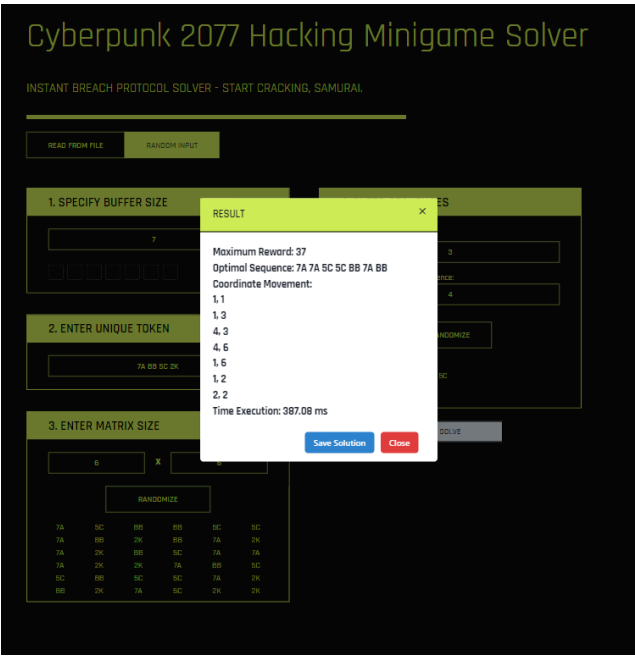 Cyberpunk 2077 Hacking Minigame Solver
INSTANT BREACH PROTOCOL SOLVER - START CRACKING, SAMURAI.
READ FROM FILE
RANDOM INPUT
1. SPECIFY BUFFER SIZE
7
2. ENTER UNIQUE TOKEN
7A BB 5C 2K
3. ENTER MATRIX SIZE
6 X 6
RANDOMIZE
7A 5C BB BB 5C 5C
7A BB 2K BB 7A 2K
7A 2K BB 5C 7A 7A
7A 2K 2K 7A BB 5C
5C BB 5C 5C 7A 2K
BB 2K 7A 5C 2K 2K
RESULT
×
Maximum Reward: 37
Optimal Sequence: 7A 7A 5C 5C BB 7A BB
Coordinate Movement:
1, 1
1, 3
4, 3
4, 6
1, 6
1, 2
2, 2
Time Execution: 387.08 ms
Save Solution
Close
ES
3
ence:
4
NDOMIZE
5C
SOLVE